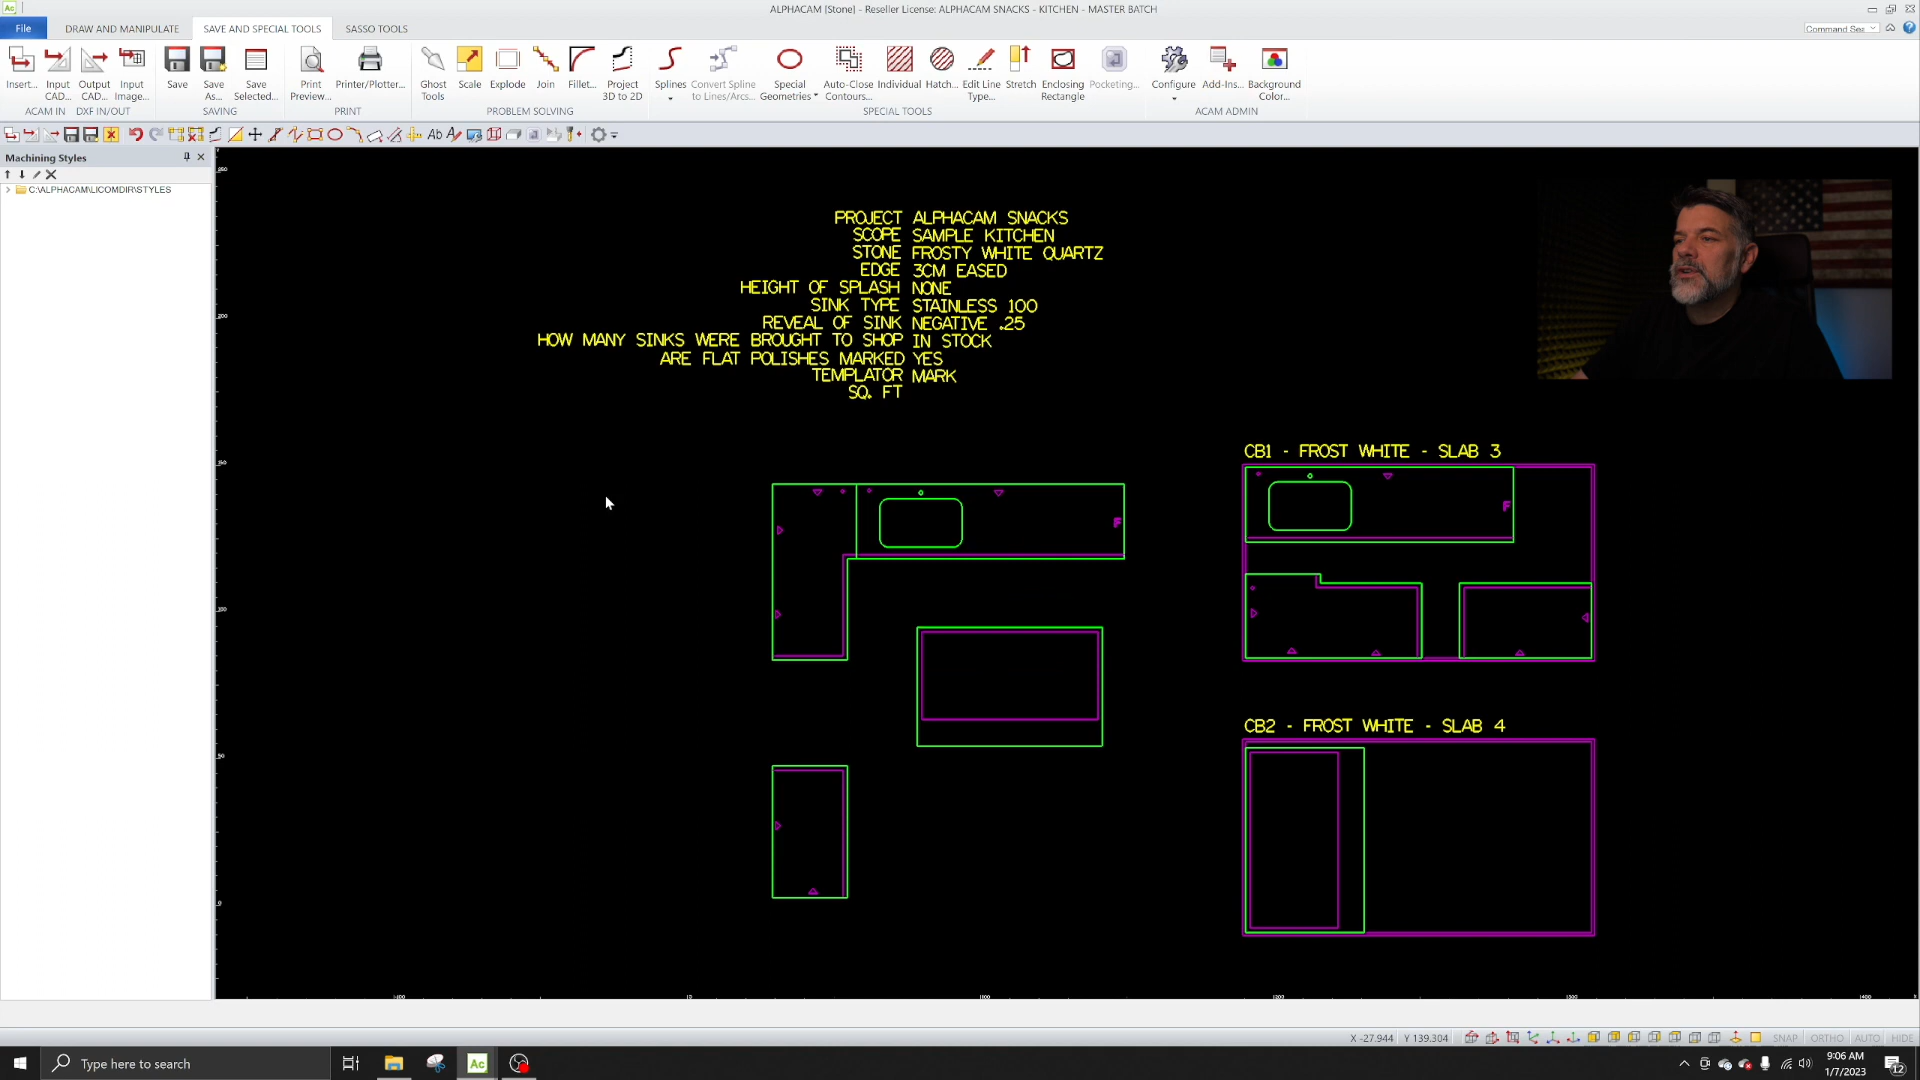 ALPHACAM [Stone] - Reseller License: ALPHACAM SNACKS - KITCHEN - MASTER BATCH
File DRAW AND MANIPULATE SAVE AND SPECIAL TOOLS SASSO TOOLS
Insert... Input CAD... Output CAD... Input Image... Save Save As... Save Selected... Print Preview... Printer/Plotter... Ghost Tools Scale Explode Join Fillet... Project 3D to 2D Splines Convert Spline to Lines/Arcs... Special Geometries Auto-Close Contours... Individual Hatch... Edit Line Type... Stretch Enclosing Rectangle Pocketing... Configure Add-Ins... Background Color...
ACAM IN DXF IN/OUT SAVING PRINT PROBLEM SOLVING SPECIAL TOOLS ACAM ADMIN
Machining Styles
C:\ALPHACAM\LICOMDIR\STYLES
PROJECT ALPHACAM SNACKS
SCOPE SAMPLE KITCHEN
STONE FROSTY WHITE QUARTZ
EDGE 3CM EASED
HEIGHT OF SPLASH NONE
SINK TYPE STAINLESS 100
REVEAL OF SINK NEGATIVE .25
HOW MANY SINKS WERE BROUGHT TO SHOP IN STOCK
ARE FLAT POLISHES MARKED YES
TEMPLATOR MARK
SQ. FT
CB1 - FROST WHITE - SLAB 3
F
F
CB2 - FROST WHITE - SLAB 4
X -27.944 Y 139.304 SNAP ORTHO AUTO HIDE
Type here to search
9:06 AM
1/7/2023
12